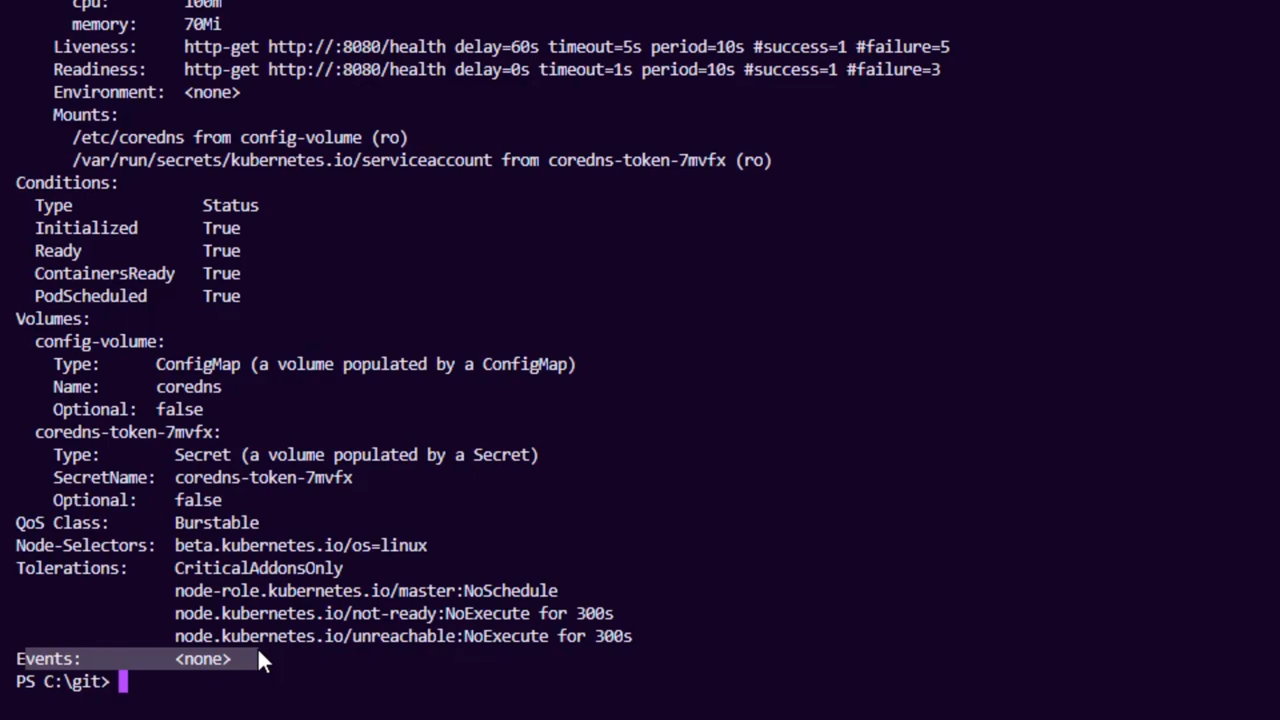 cpu: 100m
memory: 70Mi
Liveness: http-get http://:8080/health delay=60s timeout=5s period=10s #success=1 #failure=5
Readiness: http-get http://:8080/health delay=0s timeout=1s period=10s #success=1 #failure=3
Environment: <none>
Mounts:
/etc/coredns from config-volume (ro)
/var/run/secrets/kubernetes.io/serviceaccount from coredns-token-7mvfx (ro)
Conditions:
Type Status
Initialized True
Ready True
ContainersReady True
PodScheduled True
Volumes:
config-volume:
Type: ConfigMap (a volume populated by a ConfigMap)
Name: coredns
Optional: false
coredns-token-7mvfx:
Type: Secret (a volume populated by a Secret)
SecretName: coredns-token-7mvfx
Optional: false
QoS Class: Burstable
Node-Selectors: beta.kubernetes.io/os=linux
Tolerations: CriticalAddonsOnly
node-role.kubernetes.io/master:NoSchedule
node.kubernetes.io/not-ready:NoExecute for 300s
node.kubernetes.io/unreachable:NoExecute for 300s
Events: <none>
PS C:\git>